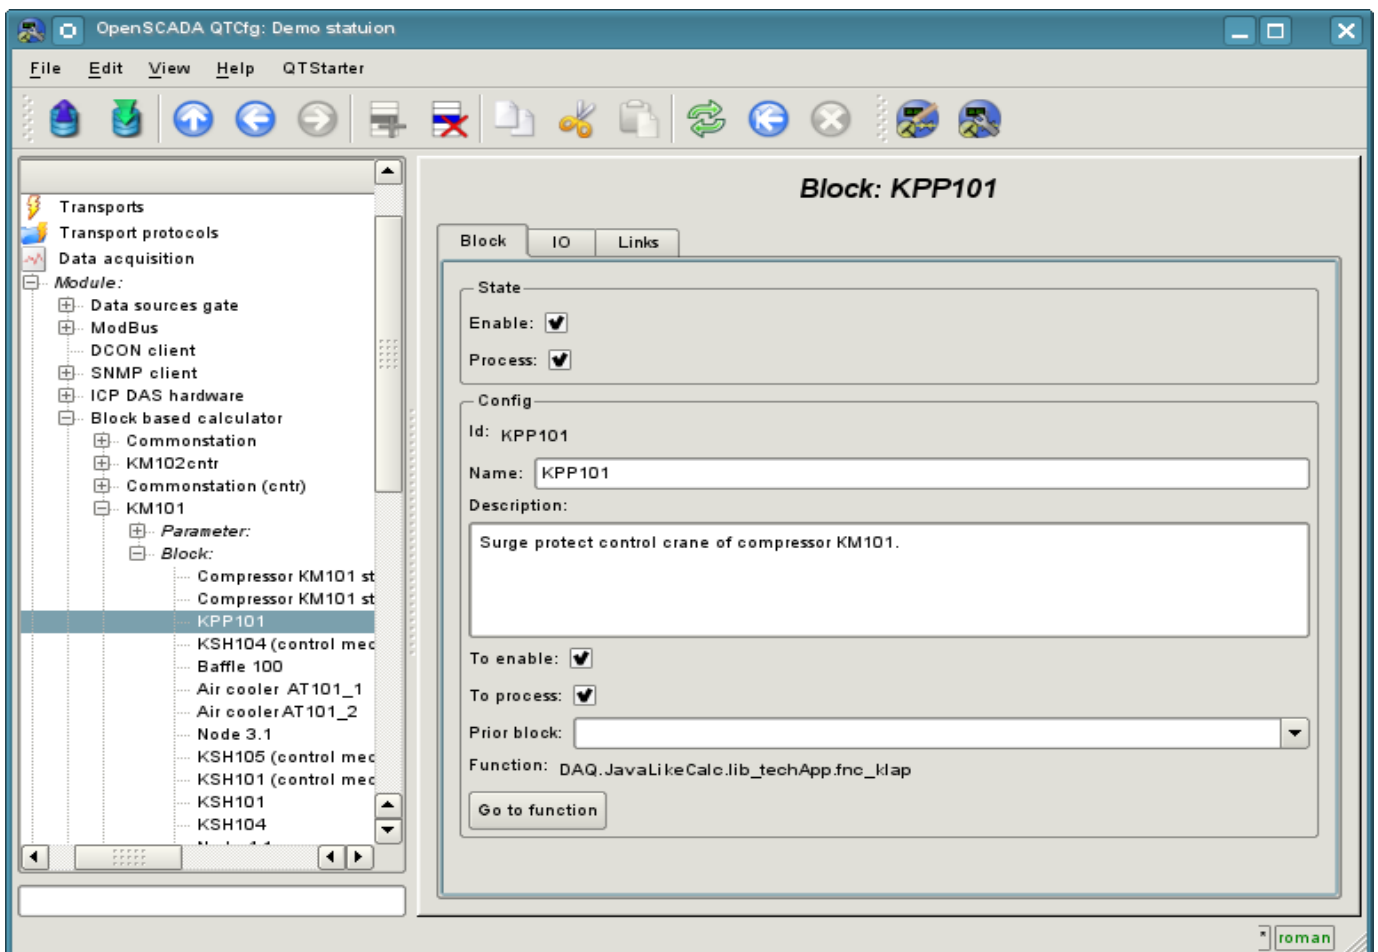 OpenSCADA QTCfg: Demo statuion
File Edit View Help QTStarter
Transports
Transport protocols
Data acquisition
Module:
Data sources gate
ModBus
DCON client
SNMP client
ICP DAS hardware
Block based calculator
Commonstation
KM102cntr
Commonstation (cntr)
KM101
Parameter:
Block:
Compressor KM101 st
Compressor KM101 st
KPP101
KSH104 (control mec
Baffle 100
Air cooler AT101_1
Air cooler AT101_2
Node 3.1
KSH105 (control mec
KSH101 (control mec
KSH101
KSH104
Block: KPP101
Block IO Links
State
Enable:
Process:
Config
Id: KPP101
Name: KPP101
Description:
Surge protect control crane of compressor KM101.
To enable:
To process:
Prior block:
Function: DAQ.JavaLikeCalc.lib_techApp.fnc_klap
Go to function
* roman